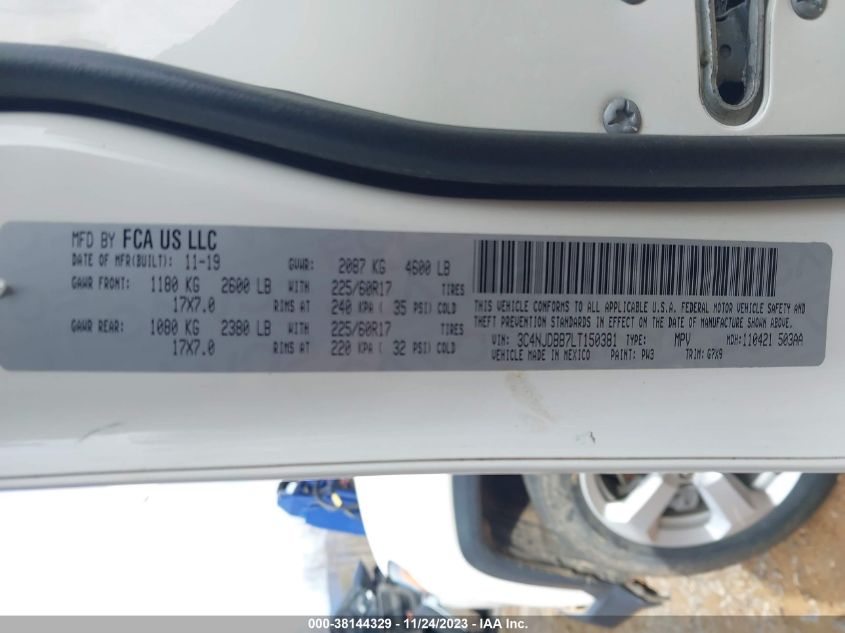 MFD BY FCA US LLC
DATE OF MFR(BUILT): 11-19 GVWR: 2087 KG 4600 LB
GAWR FRONT: 1180 KG 2600 LB WITH 225/60R17 TIRES
17X7.0 RIMS AT 240 KPA ( 35 PSI) COLD
GAWR REAR: 1080 KG 2380 LB WITH 225/60R17 TIRES
17X7.0 RIMS AT 220 KPA ( 32 PSI) COLD
THIS VEHICLE CONFORMS TO ALL APPLICABLE U.S.A. FEDERAL MOTOR VEHICLE SAFETY AND
THEFT PREVENTION STANDARDS IN EFFECT ON THE DATE OF MANUFACTURE SHOWN ABOVE.
VIN: 3C4NJDBB7LT150381 TYPE: MPV MDH:110421 503AA
VEHICLE MADE IN MEXICO PAINT: PW3 TRIM: G7X9
000-38144329 - 11/24/2023 - IAA Inc.